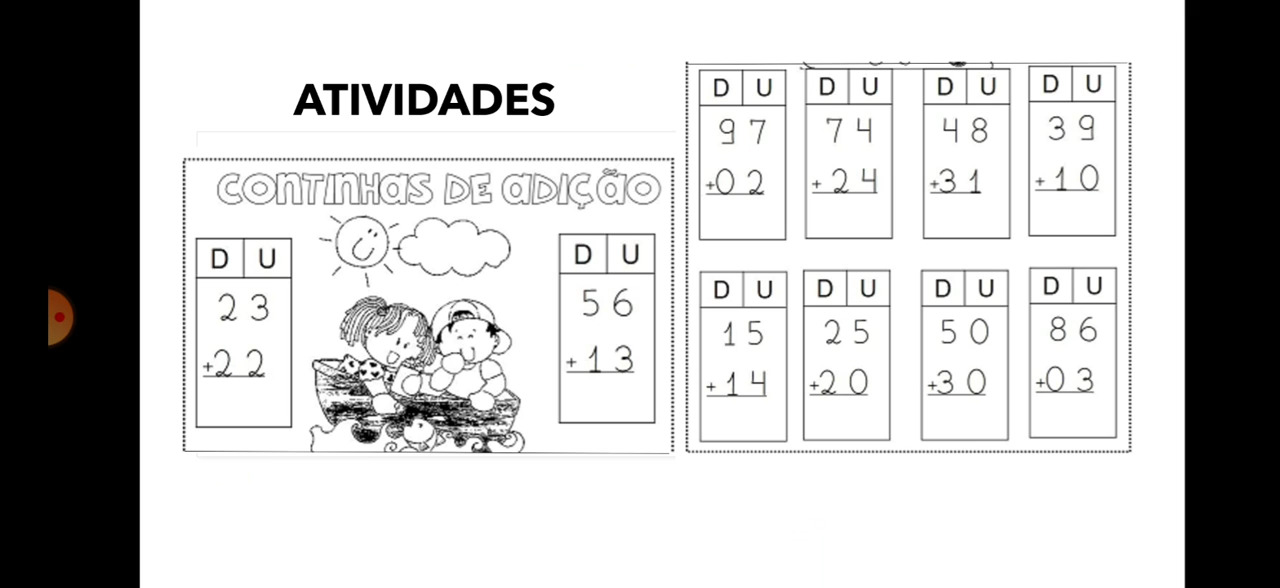 ATIVIDADES
CONTINHAS DE ADIÇÃO
D U
23
+22
D U
56
+13
D U
97
+02
D U
74
+24
D U
48
+31
D U
39
+10
D U
15
+14
D U
25
+20
D U
50
+30
D U
86
+03